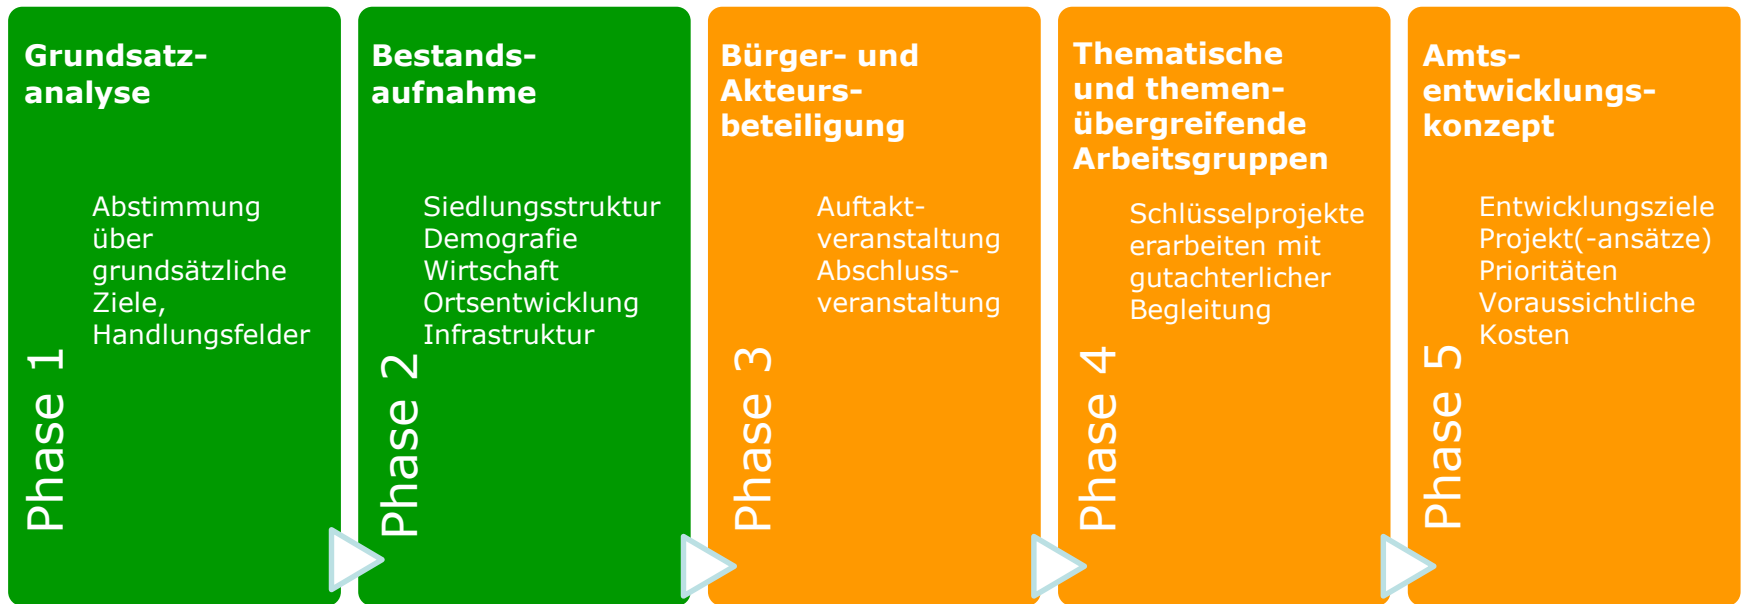 Grundsatz-
analyse
Abstimmung
über
grundsätzliche
Ziele,
Handlungsfelder
Phase 1
Bestands-
aufnahme
Siedlungsstruktur
Demografie
Wirtschaft
Ortsentwicklung
Infrastruktur
Phase 2
Bürger- und
Akteurs-
beteiligung
Auftakt-
veranstaltung
Abschluss-
veranstaltung
Phase 3
Thematische
und themen-
übergreifende
Arbeitsgruppen
Schlüsselprojekte
erarbeiten mit
gutachterlicher
Begleitung
Phase 4
Amts-
entwicklungs-
konzept
Entwicklungsziele
Projekt(-ansätze)
Prioritäten
Voraussichtliche
Kosten
Phase 5